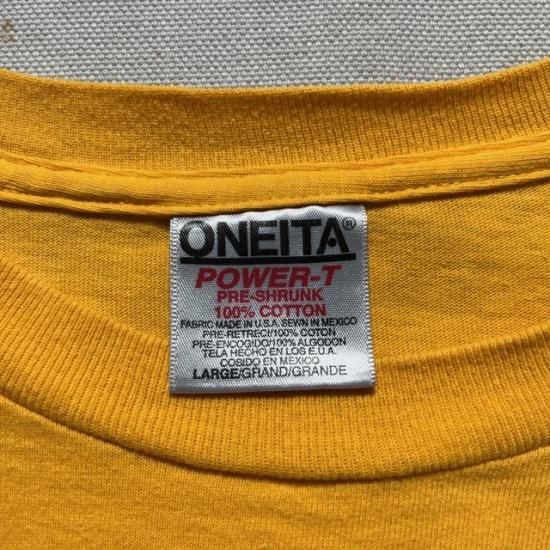 ONEITA®
POWER-T
PRE-SHRUNK
100% COTTON
FABRIC MADE IN U.S.A. SEWN IN MEXICO
PRE-RETRECI/100% COTON
PRE-ENCOGIDO/100% ALGODON
TELA HECHO EN LOS E.U.A.
COSIDO EN MEXICO
LARGE/GRAND/GRANDE